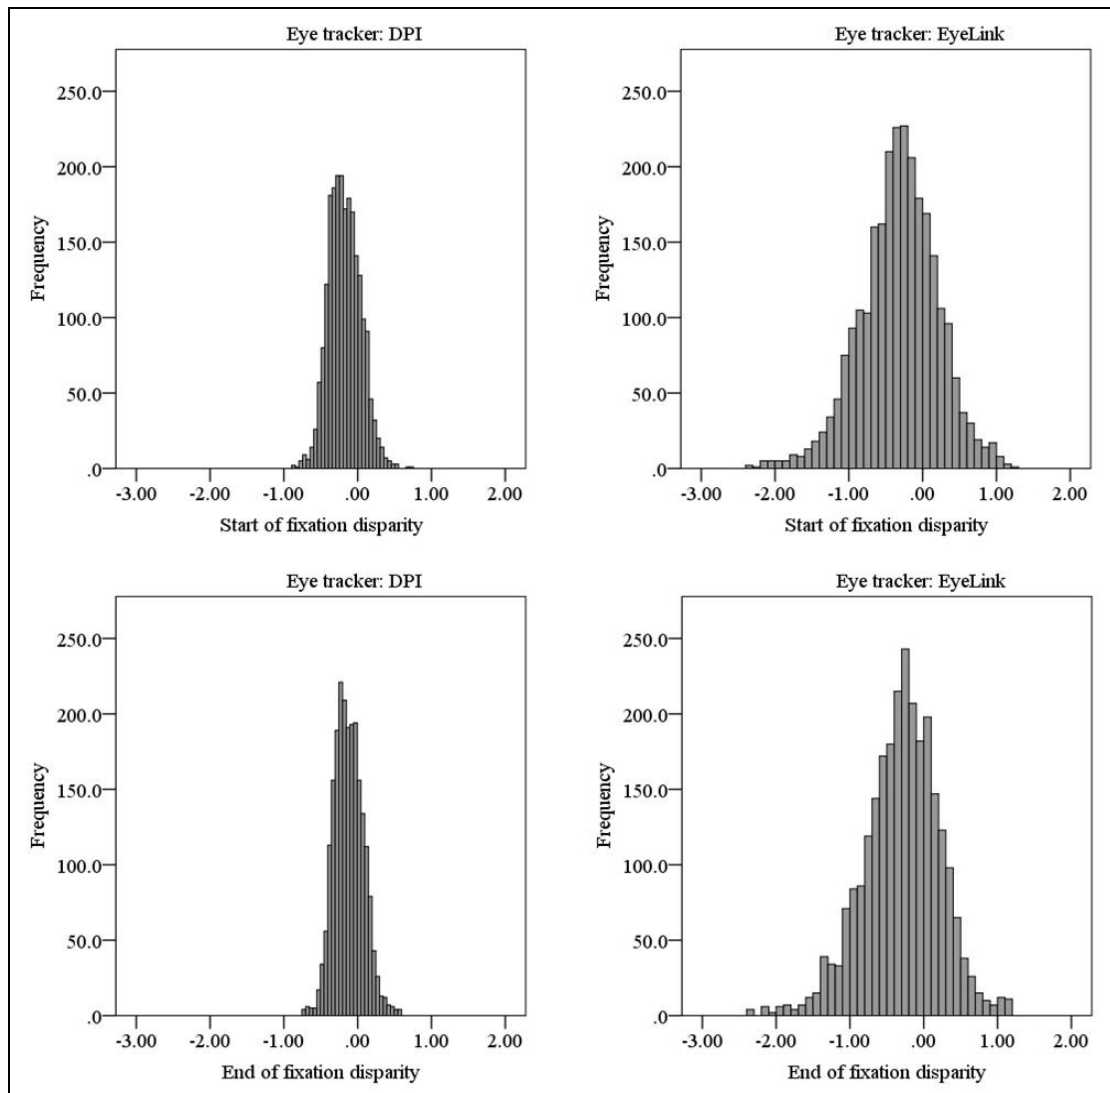 Eye tracker: DPI
250.0
200.0
150.0
100.0
50.0
.0
Frequency
-3.00 -2.00 -1.00 .00 1.00 2.00
Start of fixation disparity
Eye tracker: EyeLink
250.0
200.0
150.0
100.0
50.0
.0
Frequency
-3.00 -2.00 -1.00 .00 1.00 2.00
Start of fixation disparity
Eye tracker: DPI
250.0
200.0
150.0
100.0
50.0
.0
Frequency
-3.00 -2.00 -1.00 .00 1.00 2.00
End of fixation disparity
Eye tracker: EyeLink
250.0
200.0
150.0
100.0
50.0
.0
Frequency
-3.00 -2.00 -1.00 .00 1.00 2.00
End of fixation disparity